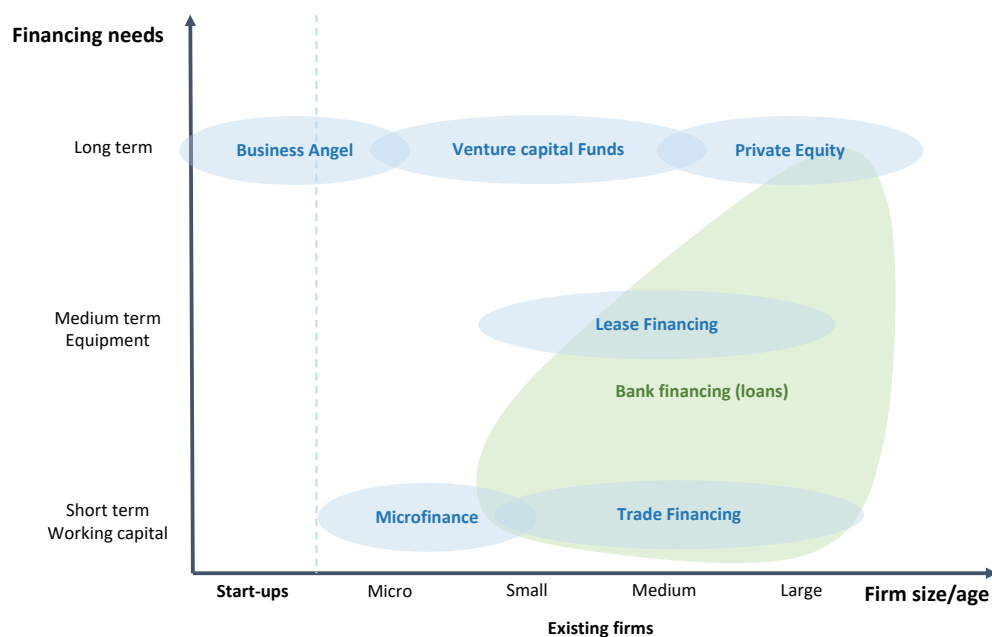 Financing needs
Long term
Business Angel
Venture capital Funds
Private Equity
Medium term
Equipment
Lease Financing
Bank financing (loans)
Short term
Working capital
Microfinance
Trade Financing
Start-ups
Micro
Small
Medium
Large
Firm size/age
Existing firms